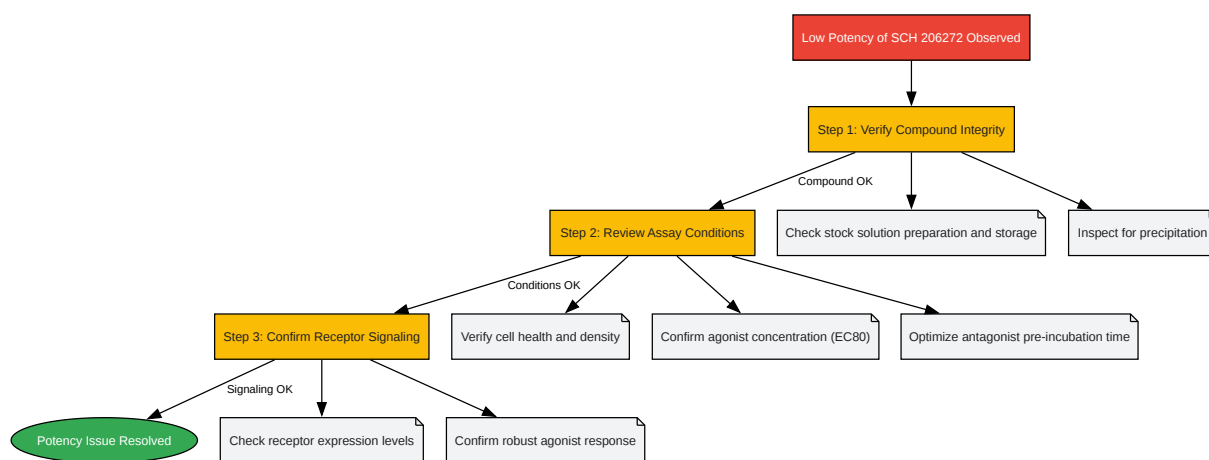 Low Potency of SCH 206272 Observed
Step 1: Verify Compound Integrity
Compound OK
Step 2: Review Assay Conditions
Check stock solution preparation and storage
Inspect for precipitation
Conditions OK
Step 3: Confirm Receptor Signaling
Verify cell health and density
Confirm agonist concentration (EC80)
Optimize antagonist pre-incubation time
Signaling OK
Potency Issue Resolved
Check receptor expression levels
Confirm robust agonist response